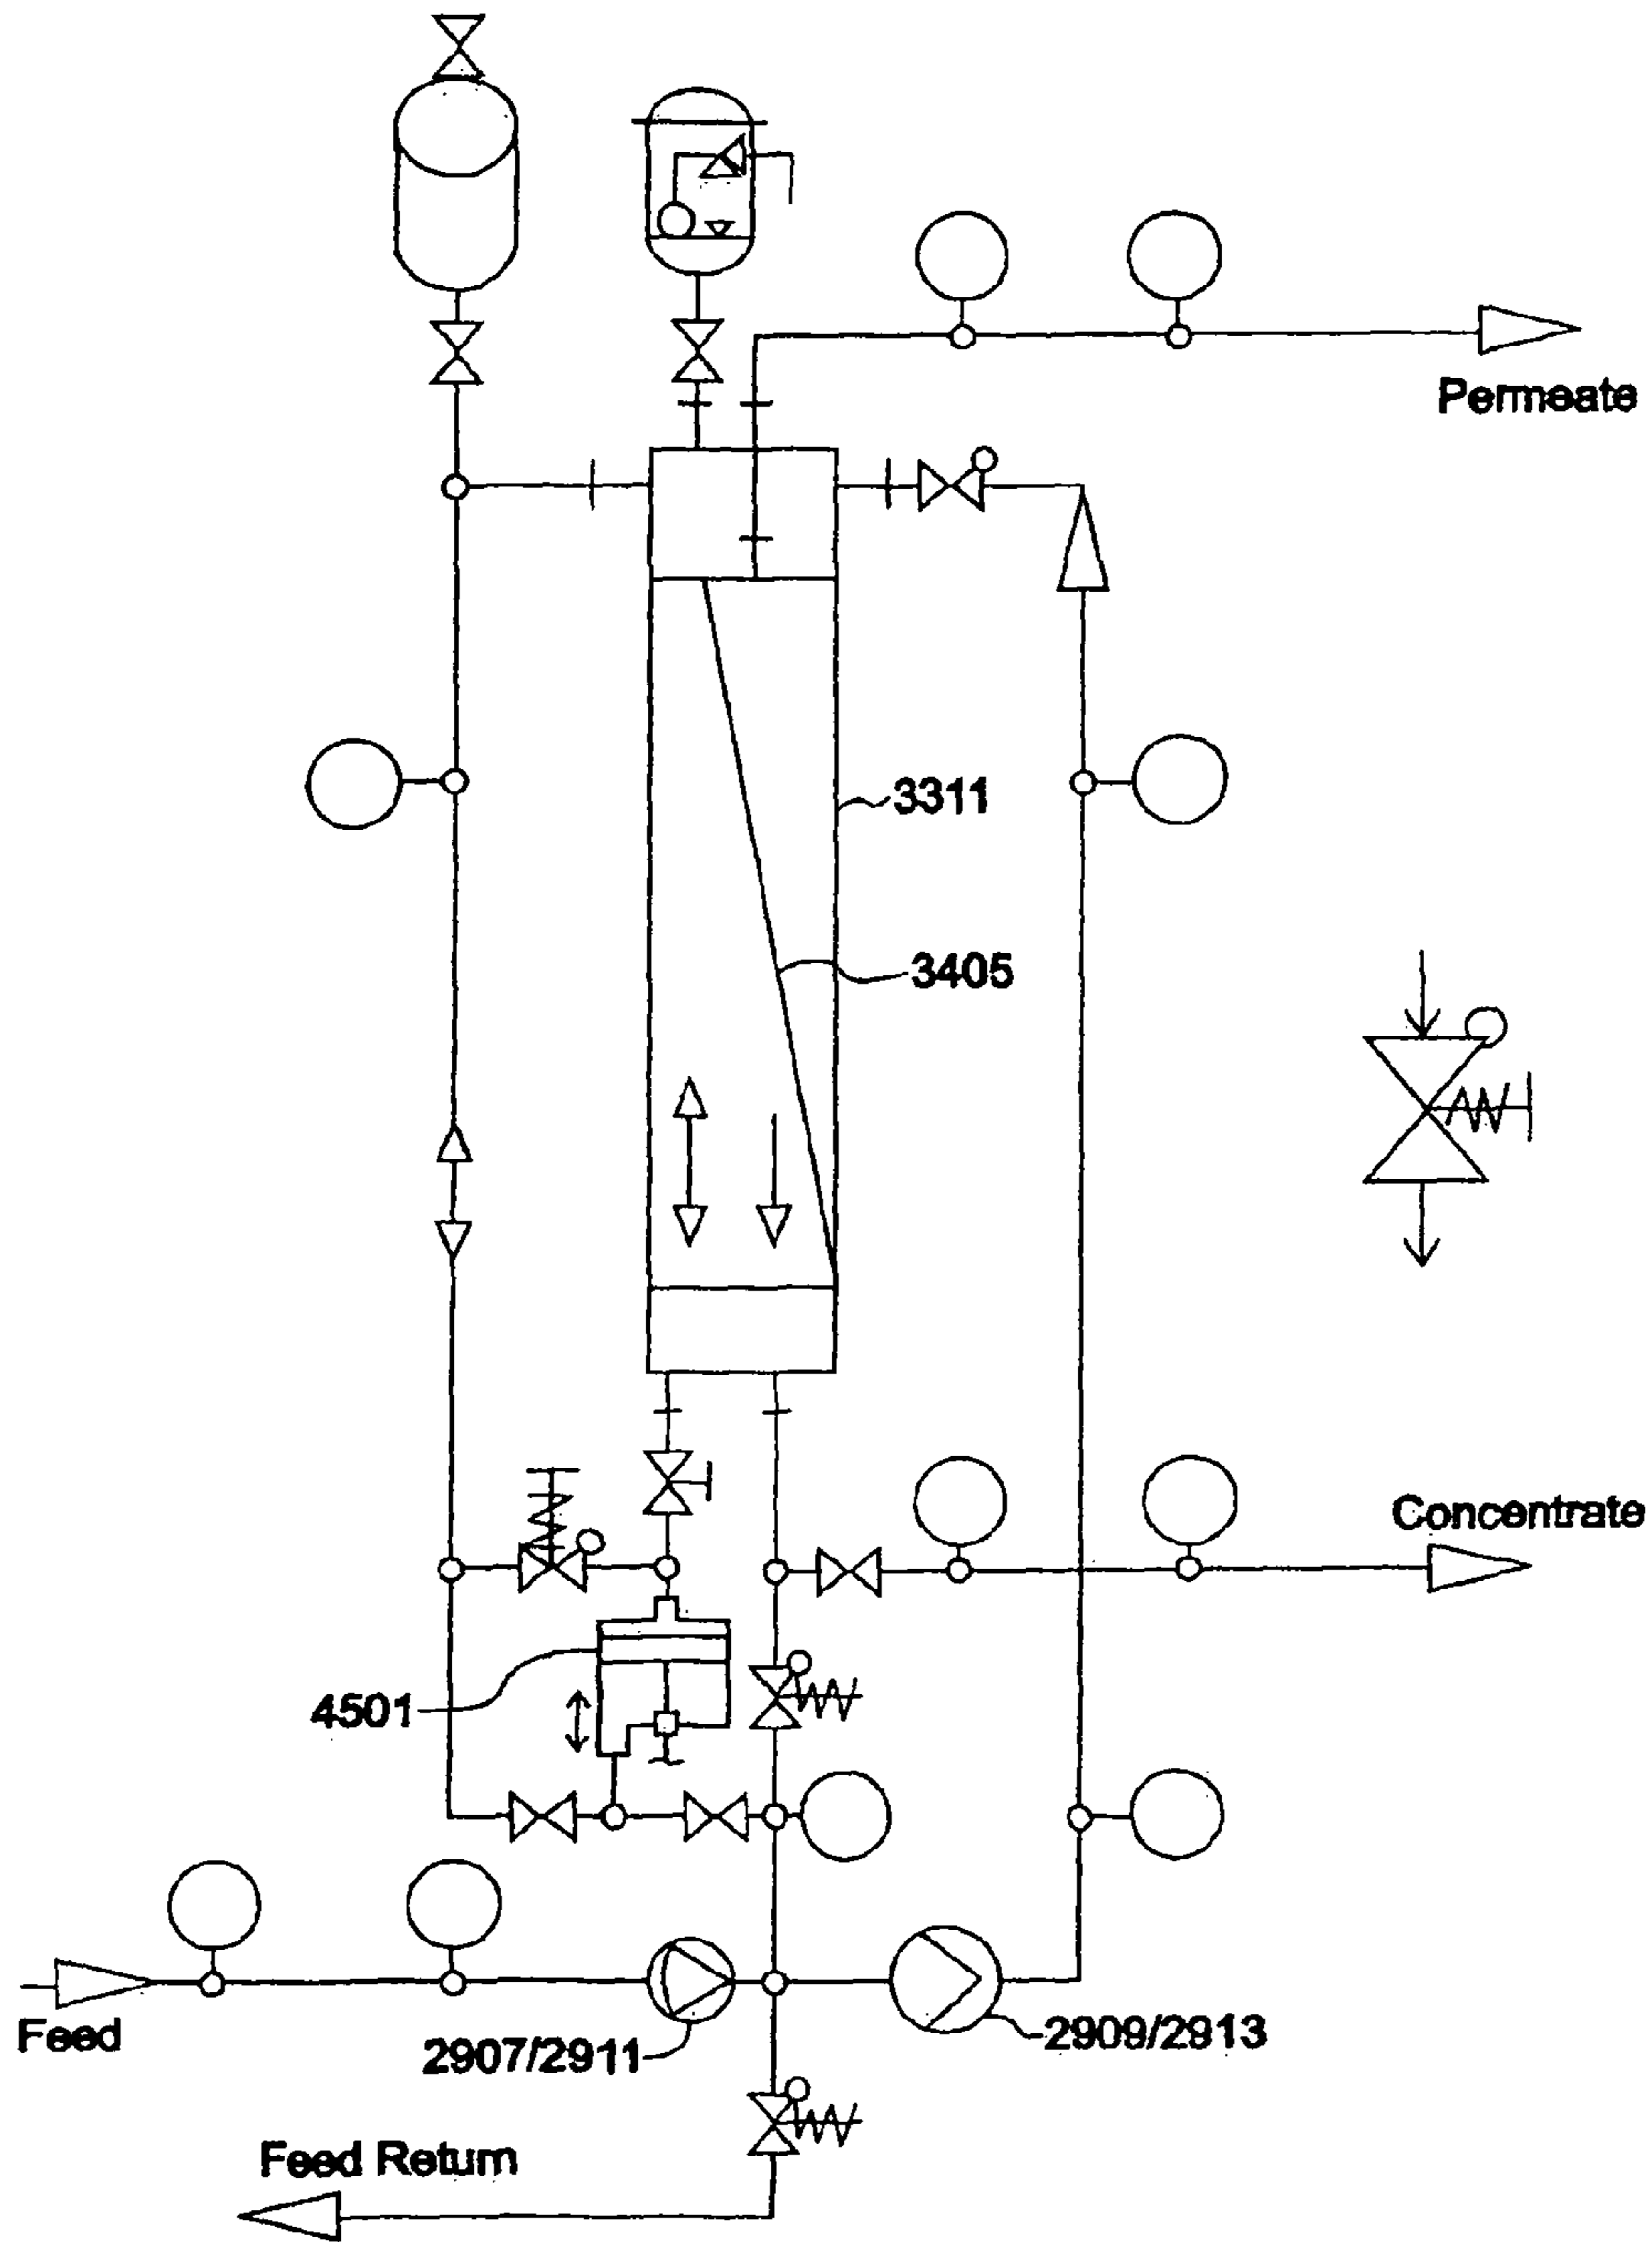 Permeate
3311
3405
Concentrate
4501
Feed
2907/2911
2909/2913
Feed Return